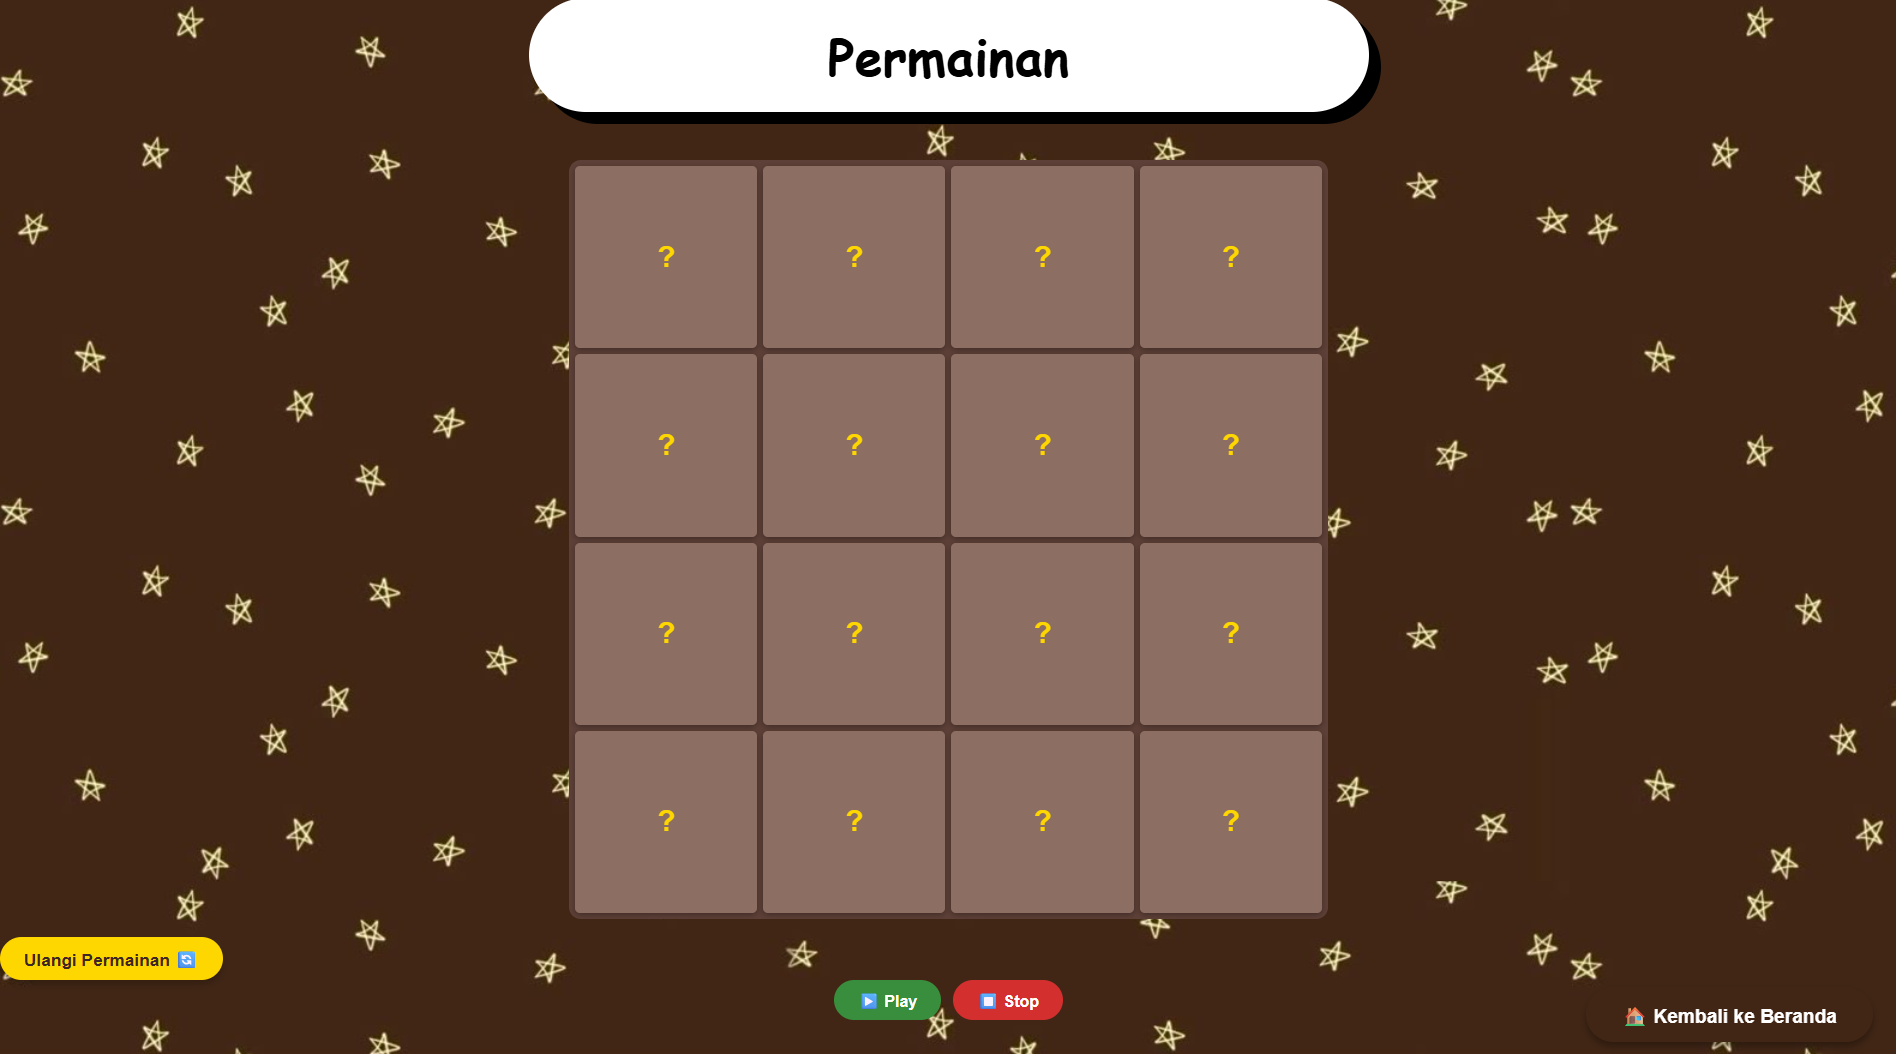 Permainan
? ? ? ?
? ? ? ?
? ? ? ?
? ? ? ?
Ulangi Permainan
Play
Stop
Kembali ke Beranda